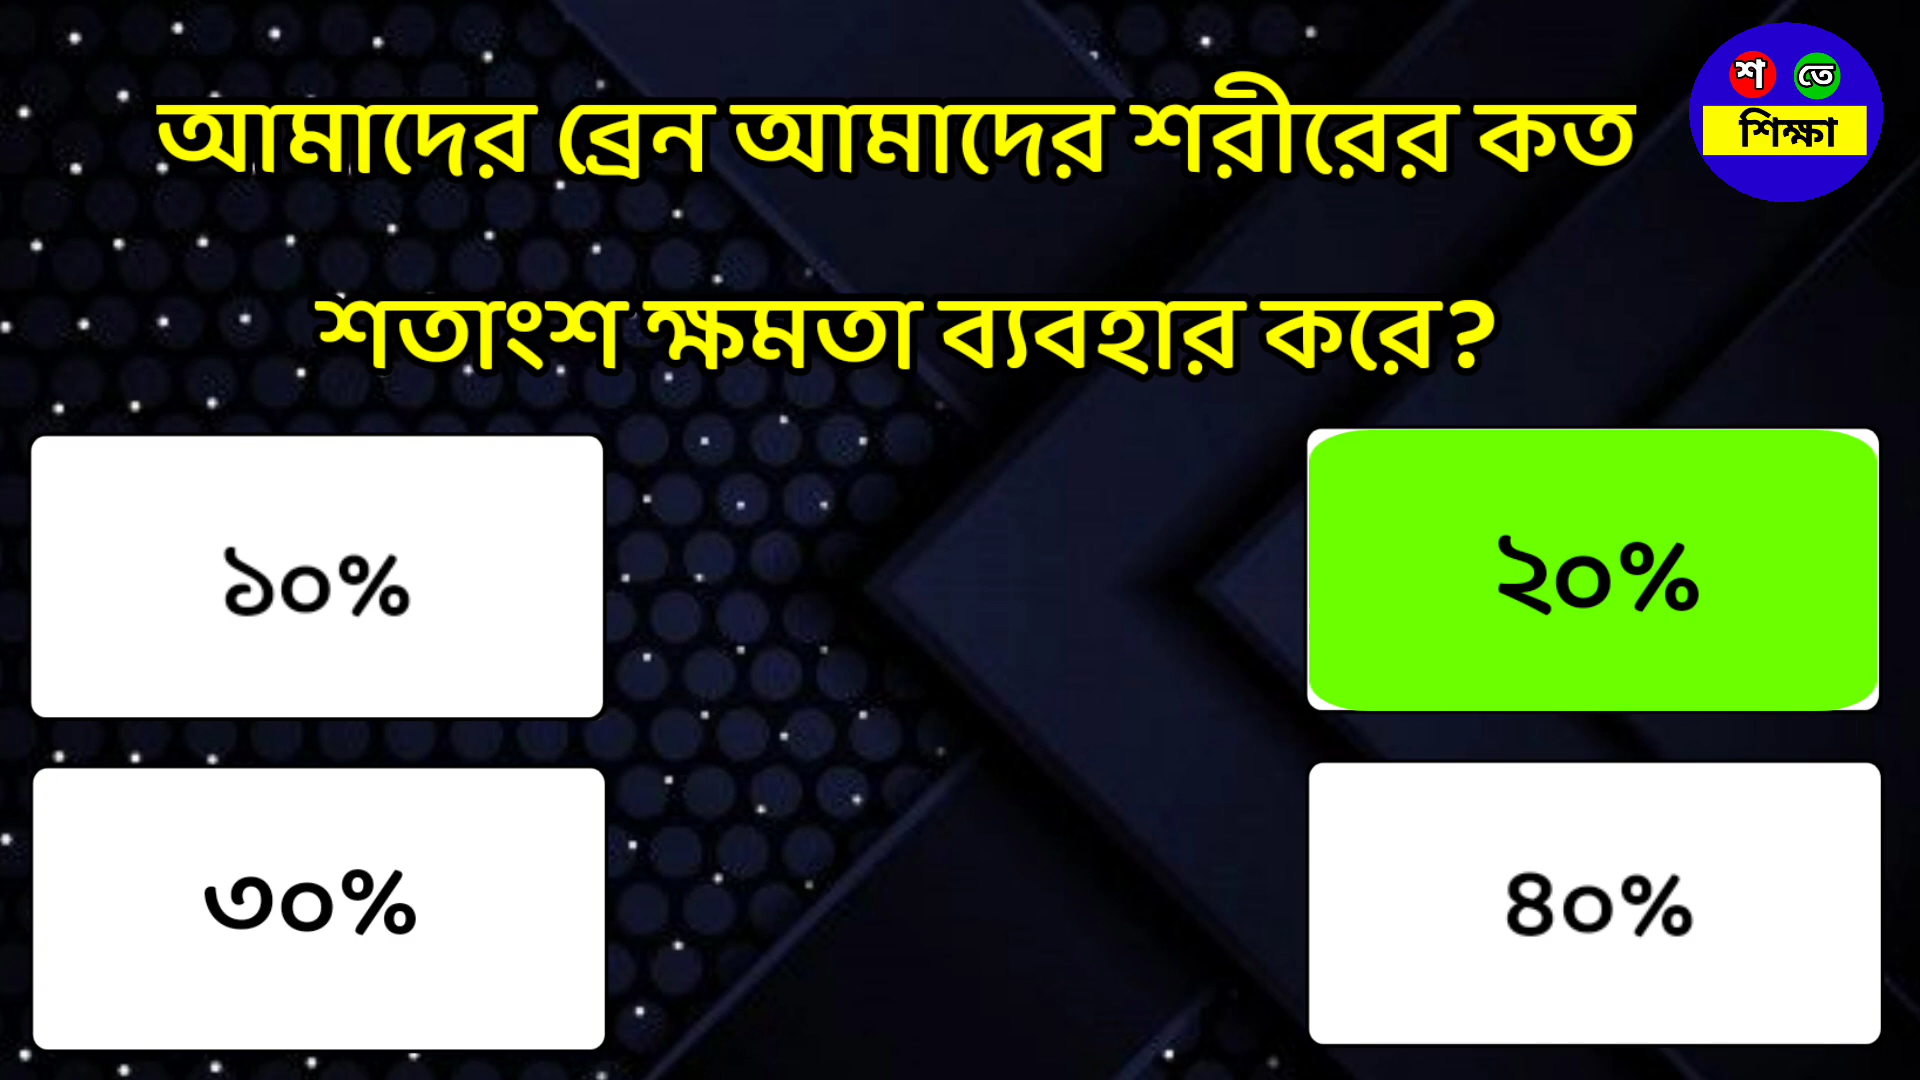 আমাদের ব্রেন আমাদের শরীরের কত
শতাংশ ক্ষমতা ব্যবহার করে?
শ তে
শিক্ষা
১০%
২০%
৩০%
৪০%